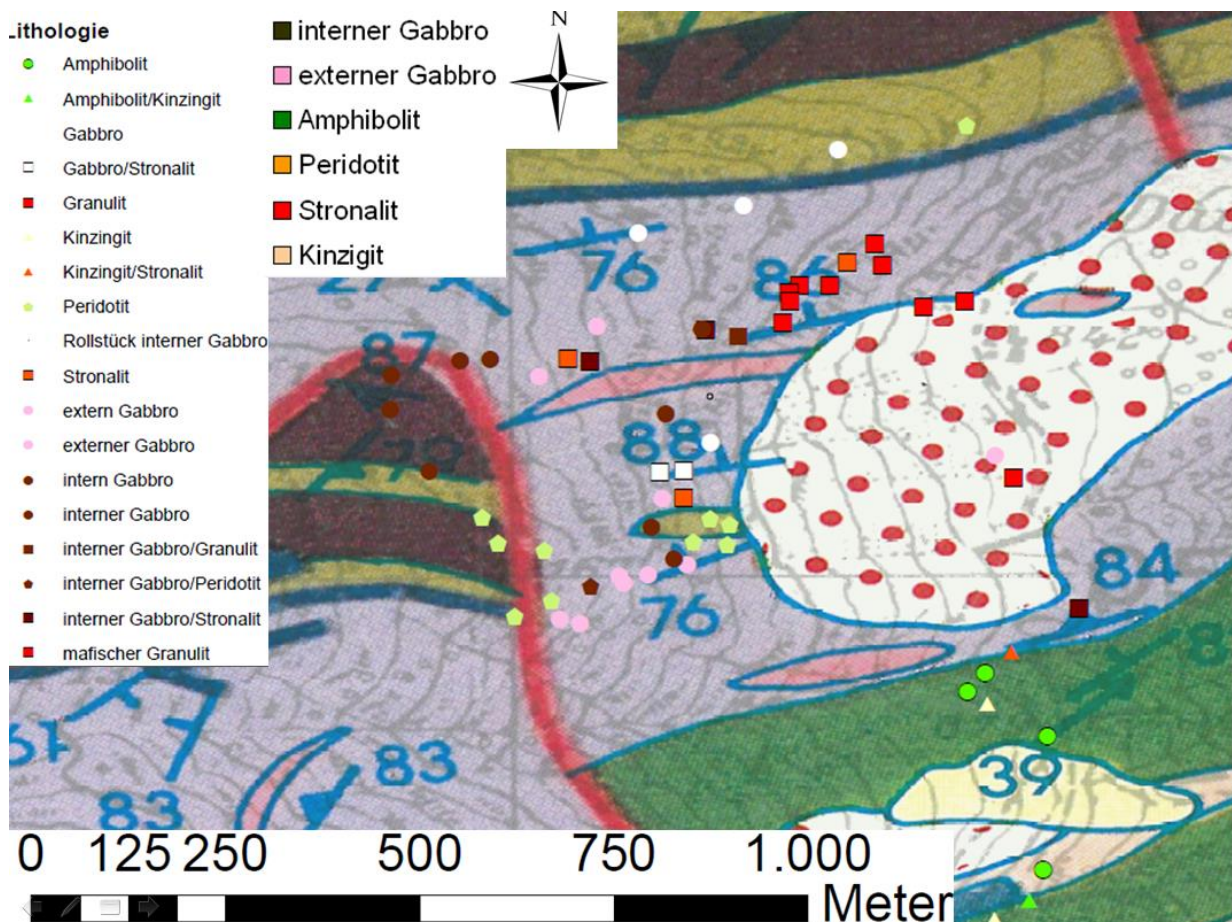 Lithologie
Amphibolit
Amphibolit/Kinzingit
Gabbro
Gabbro/Stronalit
Granulit
Kinzingit
Kinzingit/Stronalit
Peridotit
Rollstück interner Gabbro
Stronalit
extern Gabbro
externer Gabbro
intern Gabbro
interner Gabbro
interner Gabbro/Granulit
interner Gabbro/Peridotit
interner Gabbro/Stronalit
mafischer Granulit
interner Gabbro
externer Gabbro
Amphibolit
Peridotit
Stronalit
Kinzigit
N
76
86
87
88
76
84
83
83
39
0 125 250 500 750 1.000
Meter